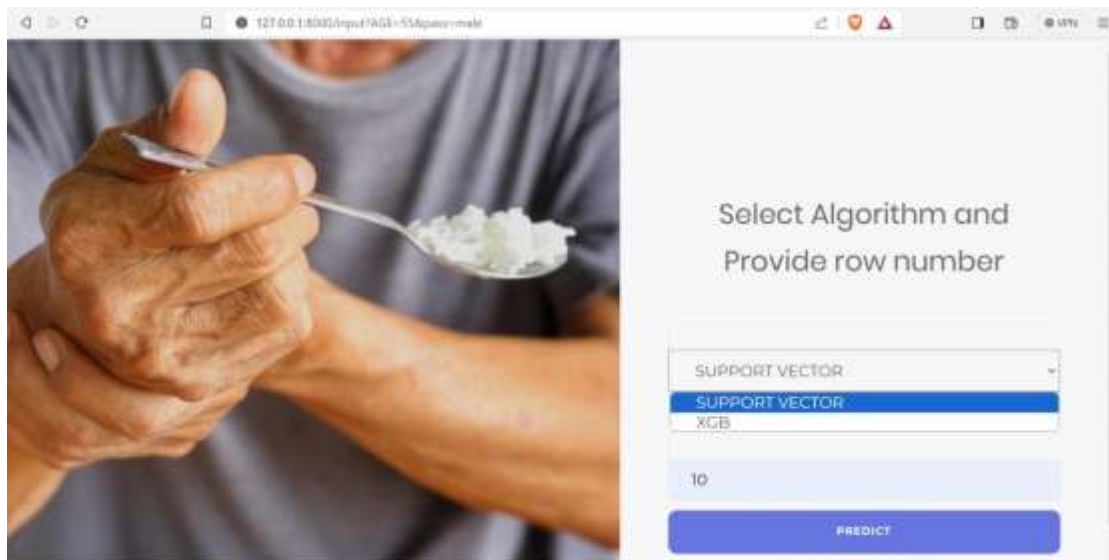 127.0.0.1:8000/input?AGE=55&pass=male
VPN
Select Algorithm and
Provide row number
SUPPORT VECTOR
SUPPORT VECTOR
XGB
10
PREDICT